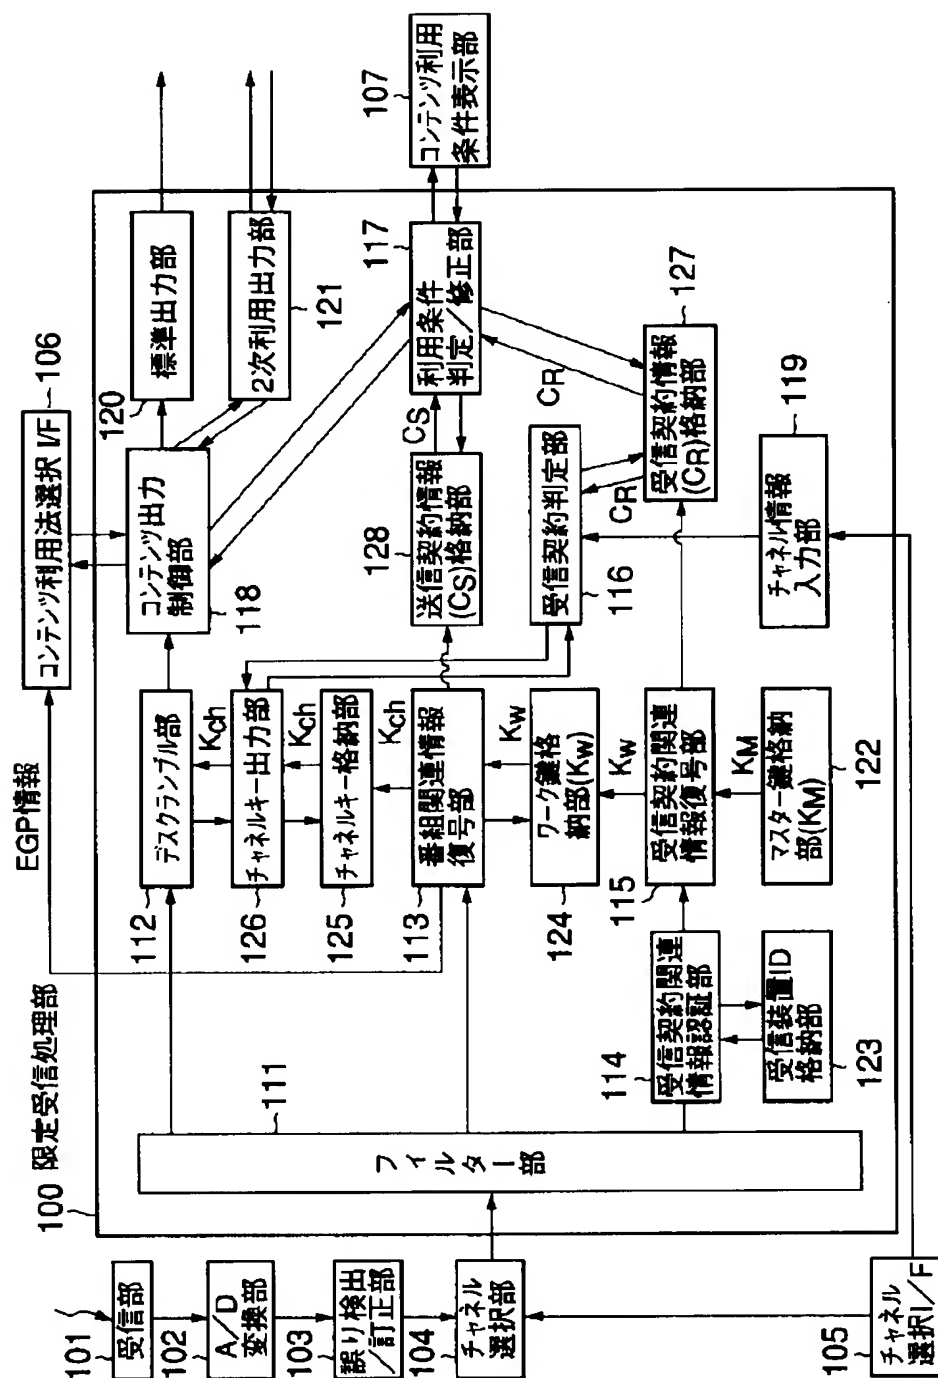 101
受信部
102
A/D
変換部
103
誤り検出
/訂正部
104
チャネル
選択部
105
チャネル
選択I/F
100 限定受信処理部
111
フィルター部
EGP情報
コンテンツ利用法選択 I/F
106
112
デスクランブル部
Kch
126
チャネルキー出力部
Kch
125
チャネルキー格納部
Kch
113
番組関連情報
復号部
Kw
124
ワーク鍵格
納部(Kw)
Kw
114
受信契約関連
情報認証部
115
受信契約関連
情報復号部
KM
123
受信装置ID
格納部
122
マスター鍵格納
部(KM)
118
コンテンツ出力
制御部
120
標準出力部
121
2次利用出力部
128
送信契約情報
(CS)格納部
CS
117
利用条件
判定/修正部
107
コンテンツ利用
条件表示部
116
受信契約判定部
CR
CR
127
受信契約情報
(CR)格納部
119
チャネル情報
入力部